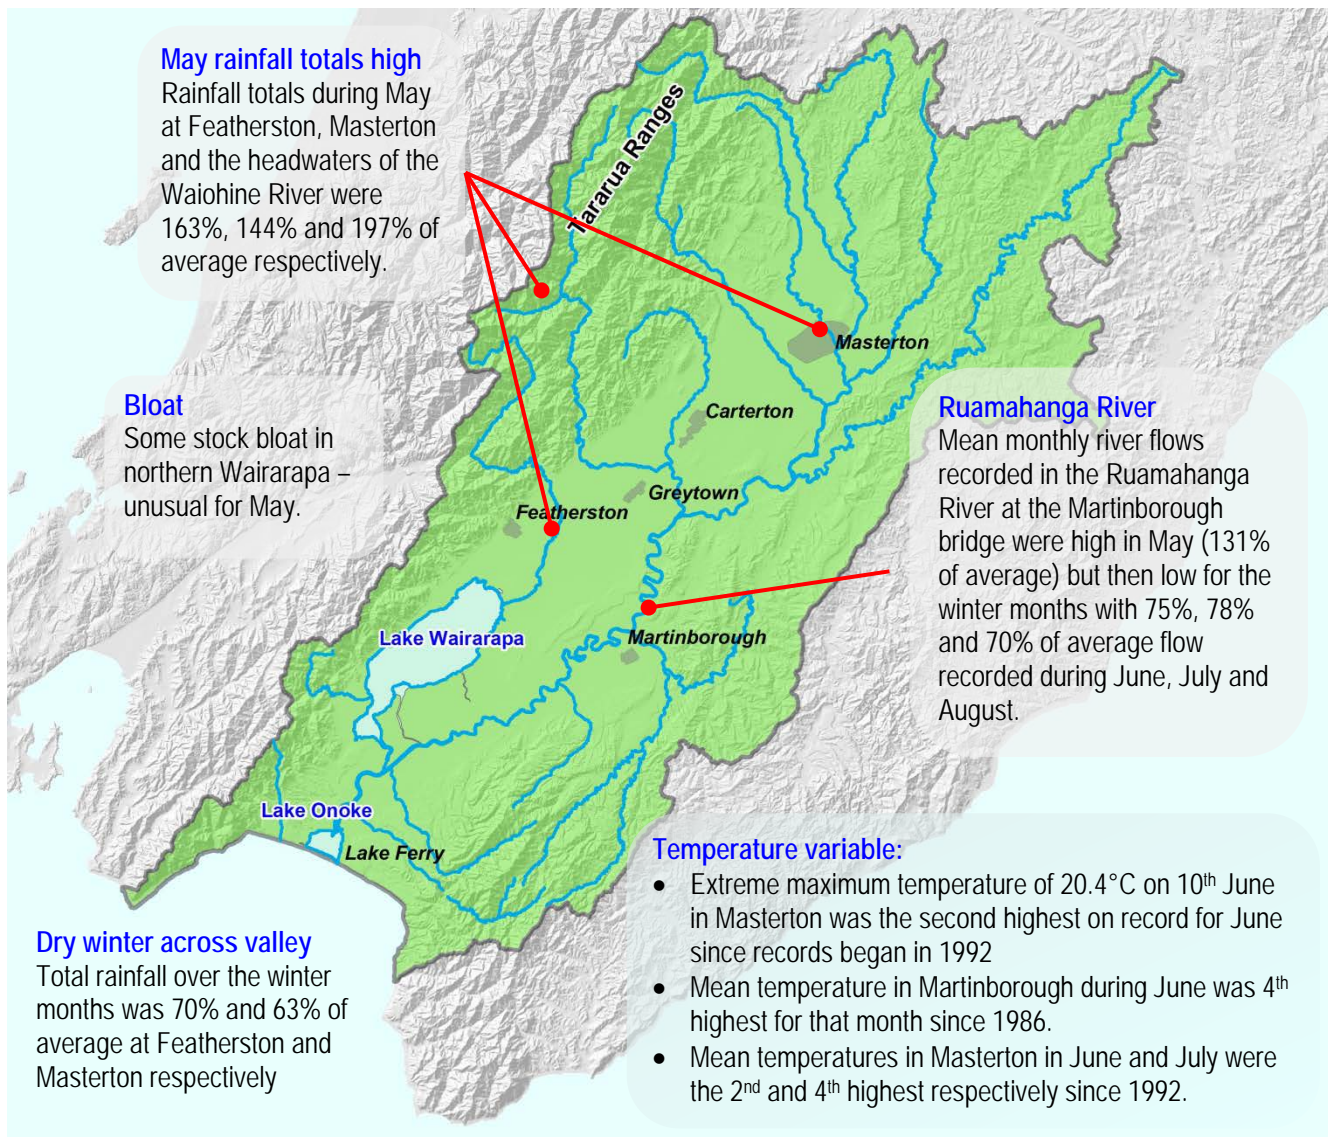 May rainfall totals high
Rainfall totals during May
at Featherston, Masterton
and the headwaters of the
Waiohine River were
163%, 144% and 197% of
average respectively.
Tararua Ranges
Masterton
Bloat
Some stock bloat in
northern Wairarapa –
unusual for May.
Carterton
Greytown
Featherston
Ruamahanga River
Mean monthly river flows
recorded in the Ruamahanga
River at the Martinborough
bridge were high in May (131%
of average) but then low for the
winter months with 75%, 78%
and 70% of average flow
recorded during June, July and
August.
Lake Wairarapa
Martinborough
Lake Onoke
Lake Ferry
Dry winter across valley
Total rainfall over the winter
months was 70% and 63% of
average at Featherston and
Masterton respectively
Temperature variable:
• Extreme maximum temperature of 20.4°C on 10th June
in Masterton was the second highest on record for June
since records began in 1992
• Mean temperature in Martinborough during June was 4th
highest for that month since 1986.
• Mean temperatures in Masterton in June and July were
the 2nd and 4th highest respectively since 1992.